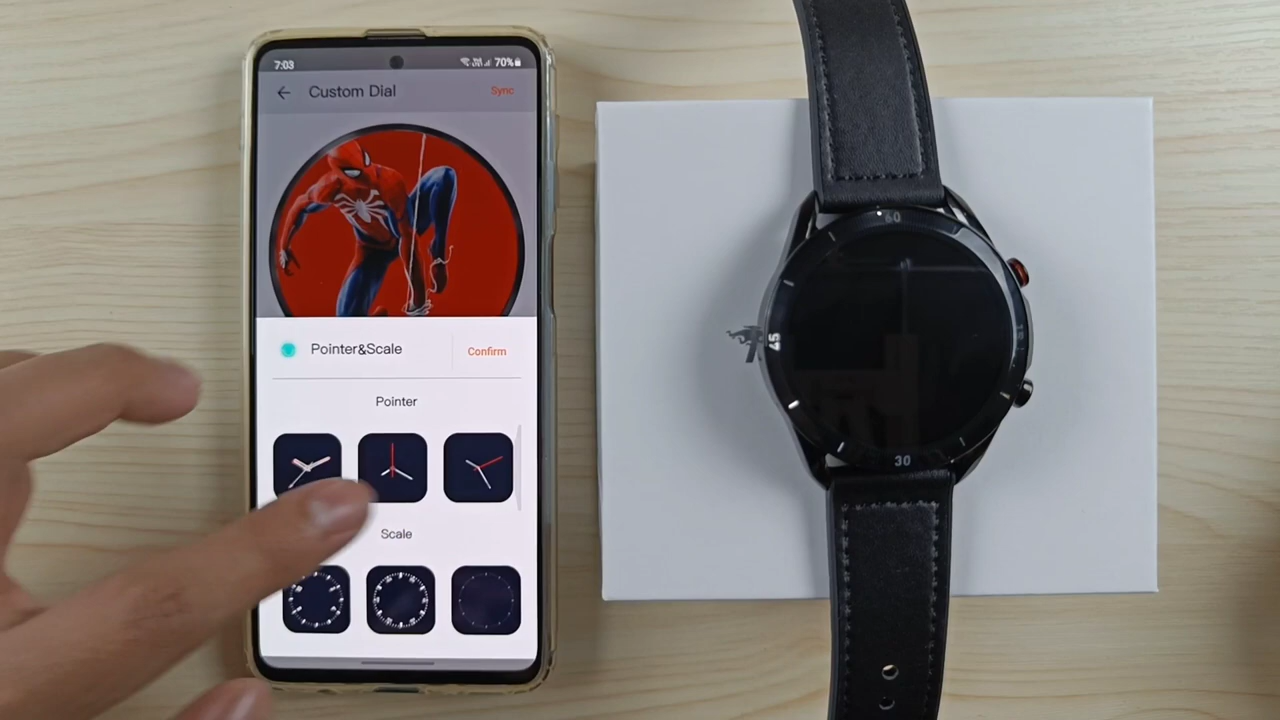 7:03
70%
Custom Dial
Sync
Pointer&Scale
Confirm
Pointer
Scale
60
45
30